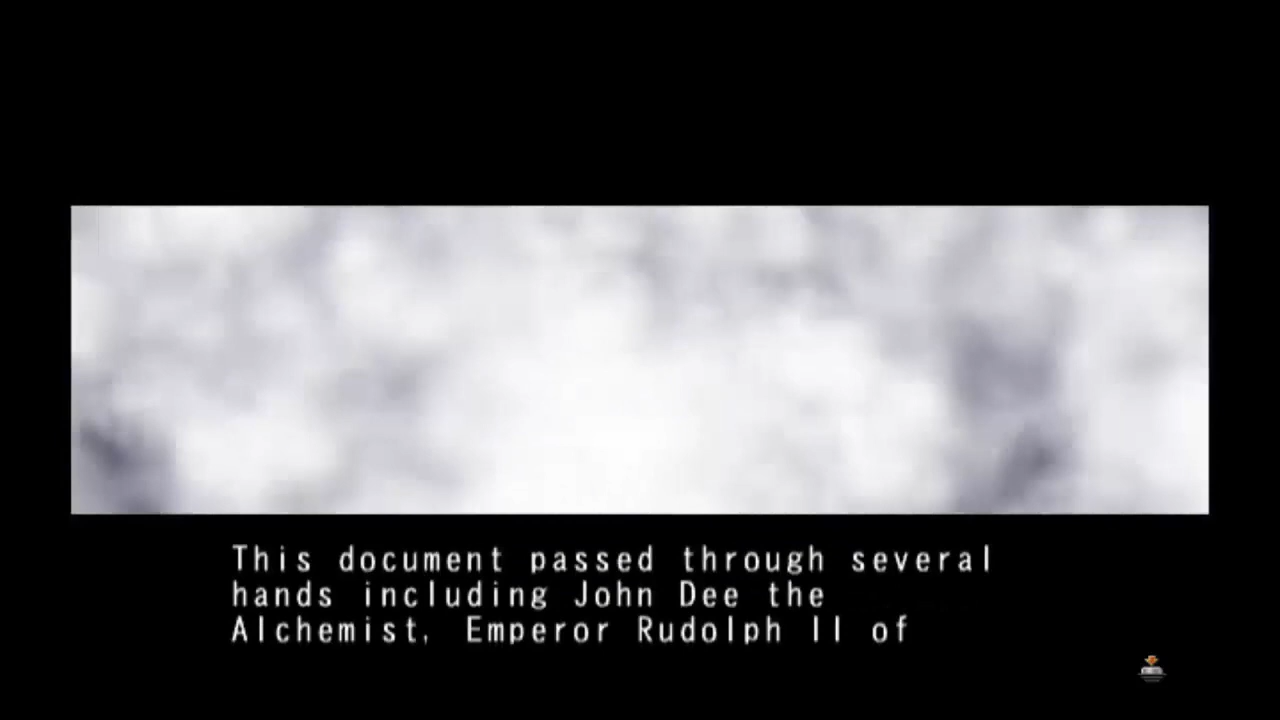 This document passed through several
hands including John Dee the
Alchemist, Emperor Rudolph II of